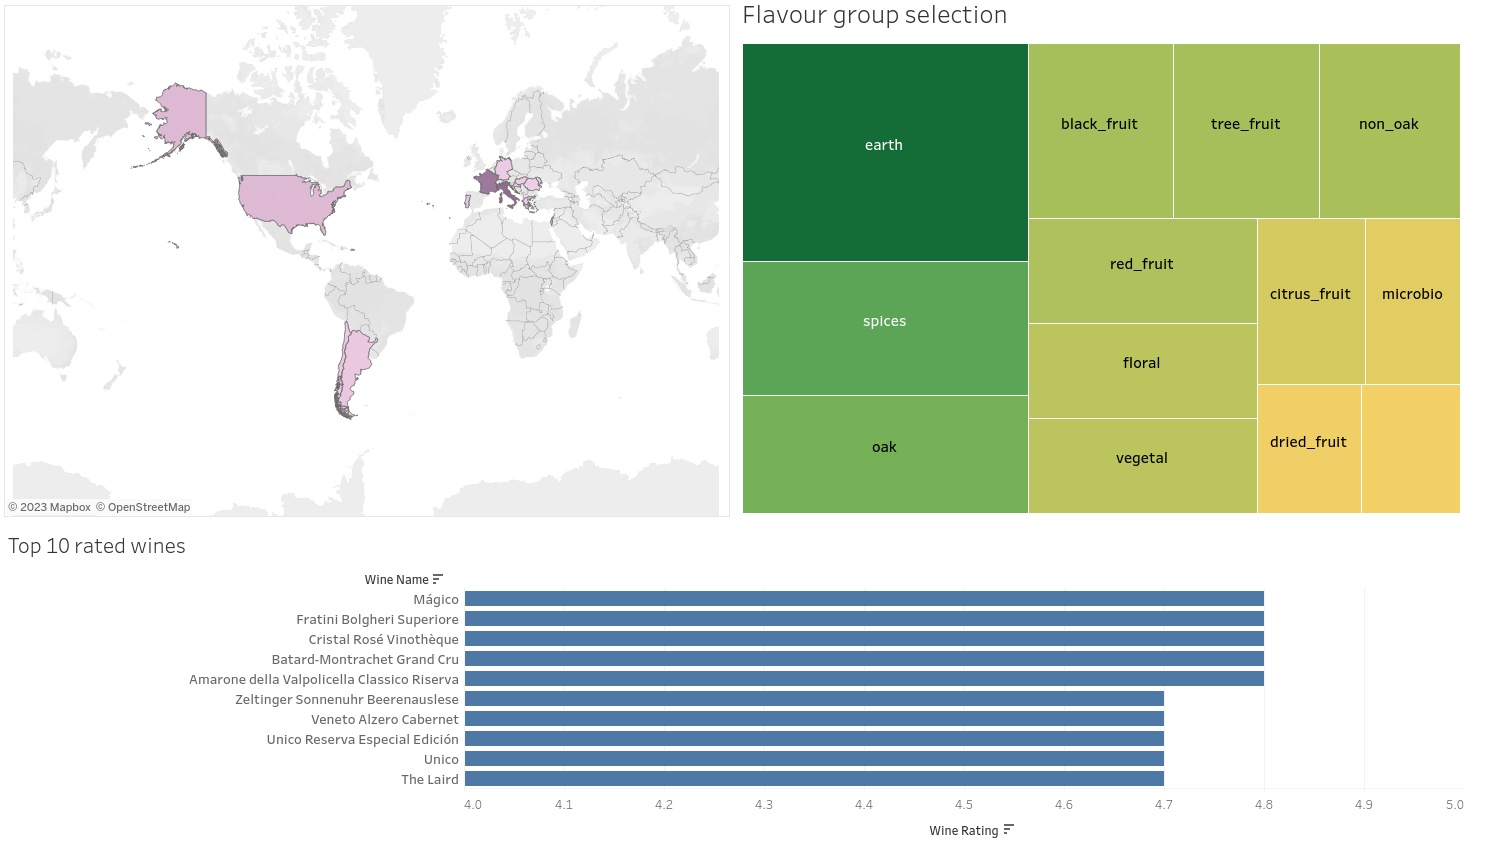 Flavour group selection
earth
spices
oak
black_fruit
tree_fruit
non_oak
red_fruit
floral
vegetal
citrus_fruit
microbio
dried_fruit
© 2023 Mapbox © OpenStreetMap
Top 10 rated wines
Wine Name
Mágico
Fratini Bolgheri Superiore
Cristal Rosé Vinothèque
Batard-Montrachet Grand Cru
Amarone della Valpolicella Classico Riserva
Zeltinger Sonnenuhr Beerenauslese
Veneto Alzero Cabernet
Unico Reserva Especial Edición
Unico
The Laird
4.0 4.1 4.2 4.3 4.4 4.5 4.6 4.7 4.8 4.9 5.0
Wine Rating